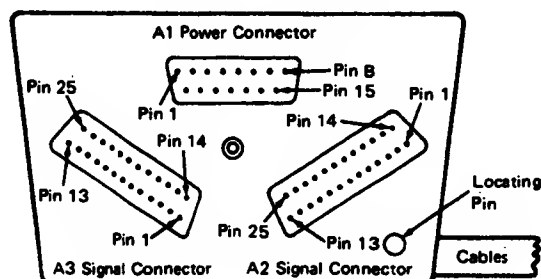 A1 Power Connector
Pin B
Pin 15
Pin 1
Pin 25
Pin 14
Pin 13
Pin 1
A3 Signal Connector
Pin 14
Pin 1
Pin 25
Pin 13
A2 Signal Connector
Locating
Pin
Cables